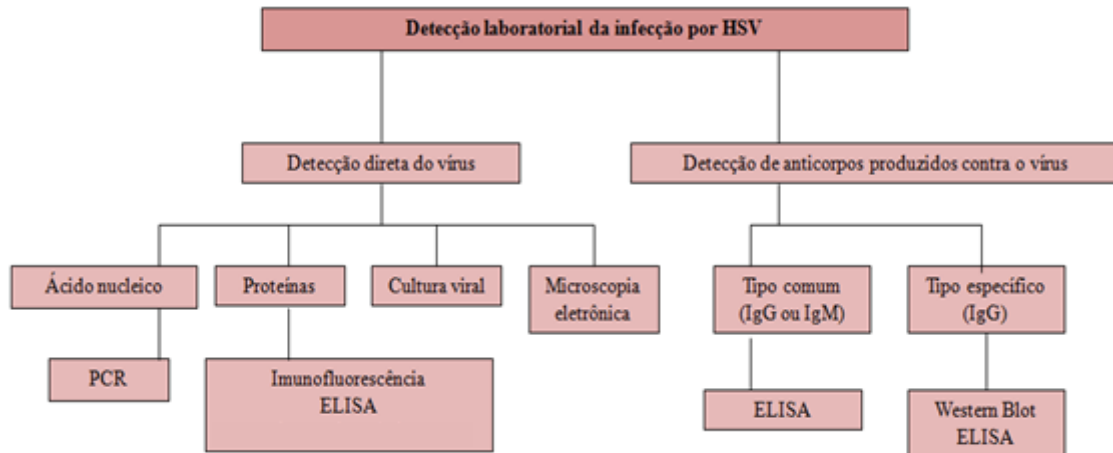 Detecção laboratorial da infecção por HSV
Detecção direta do vírus
Detecção de anticorpos produzidos contra o vírus
Ácido nucleico
Proteínas
Cultura viral
Microscopia
eletrônica
Tipo comum
(IgG ou IgM)
Tipo específico
(IgG)
PCR
Imunofluorescência
ELISA
ELISA
Western Blot
ELISA